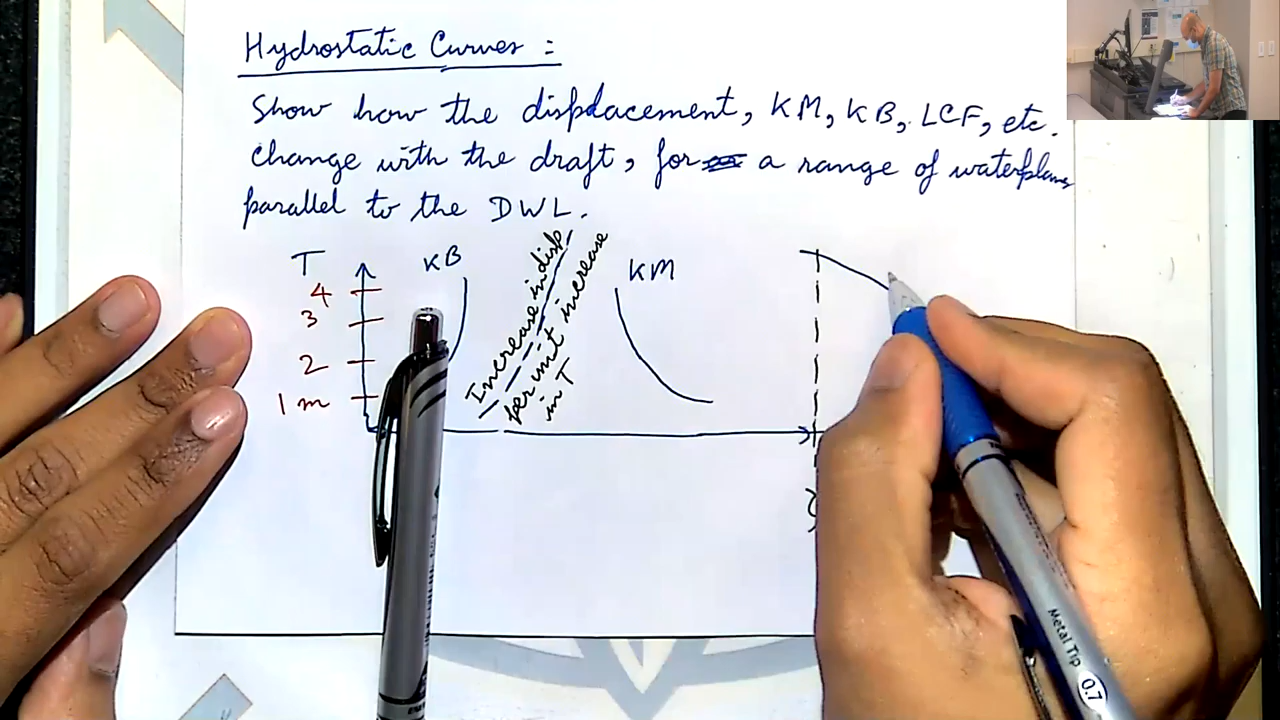 Hydrostatic Curves :
Show how the displacement, KM, KB, LCF, etc.
change with the draft, for a range of waterplanes
parallel to the DWL.
T
KB
Increase in disp
per unit increase
in T
KM
4
3
2
1 m
Metal Tip 0.7